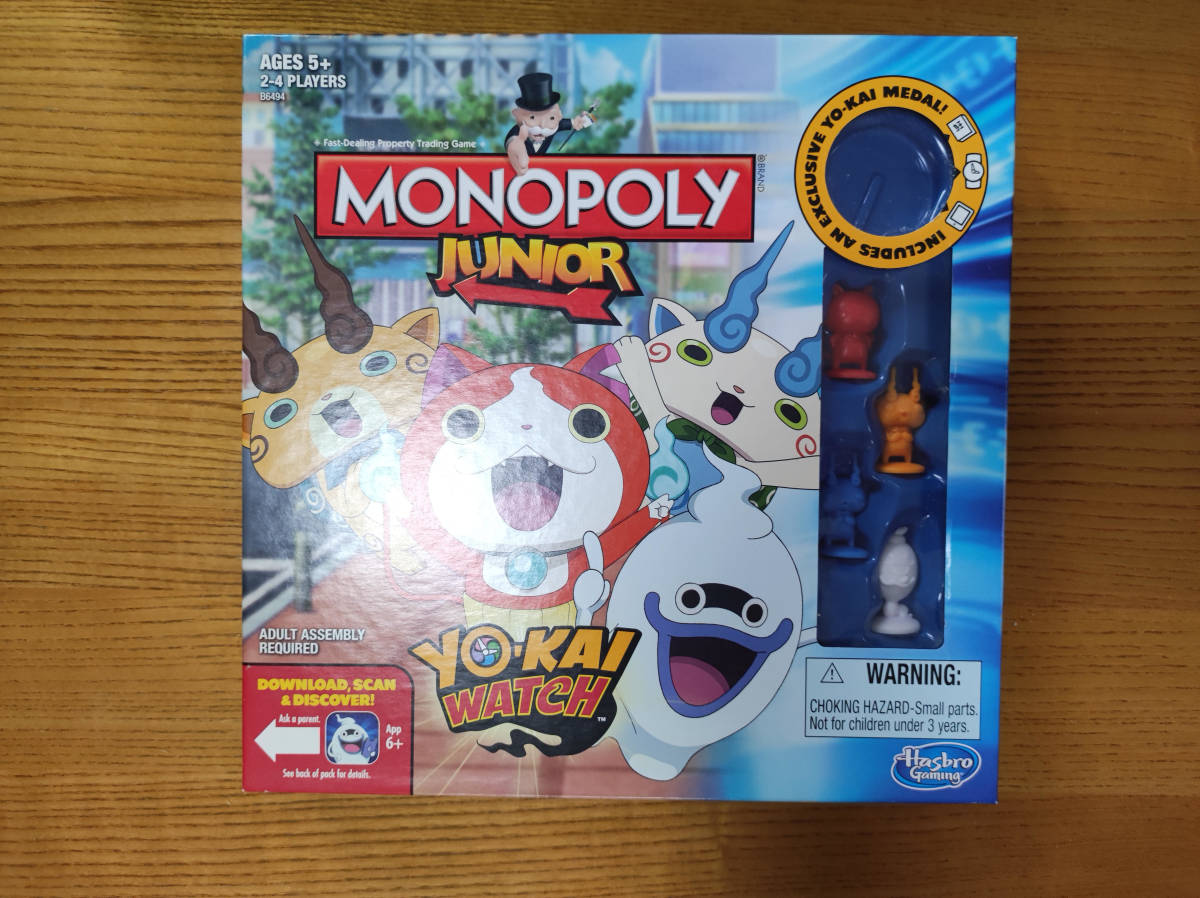 AGES 5+
2-4 PLAYERS
B6494
Fast-Dealing Property Trading Game
MONOPOLY
®BRAND
JUNIOR
INCLUDES AN EXCLUSIVE YO-KAI MEDAL!
ADULT ASSEMBLY
REQUIRED
DOWNLOAD, SCAN
& DISCOVER!
Ask a parent.
App
6+
See back of pack for details.
YO-KAI
WATCH™
WARNING:
CHOKING HAZARD-Small parts.
Not for children under 3 years.
Hasbro
Gaming